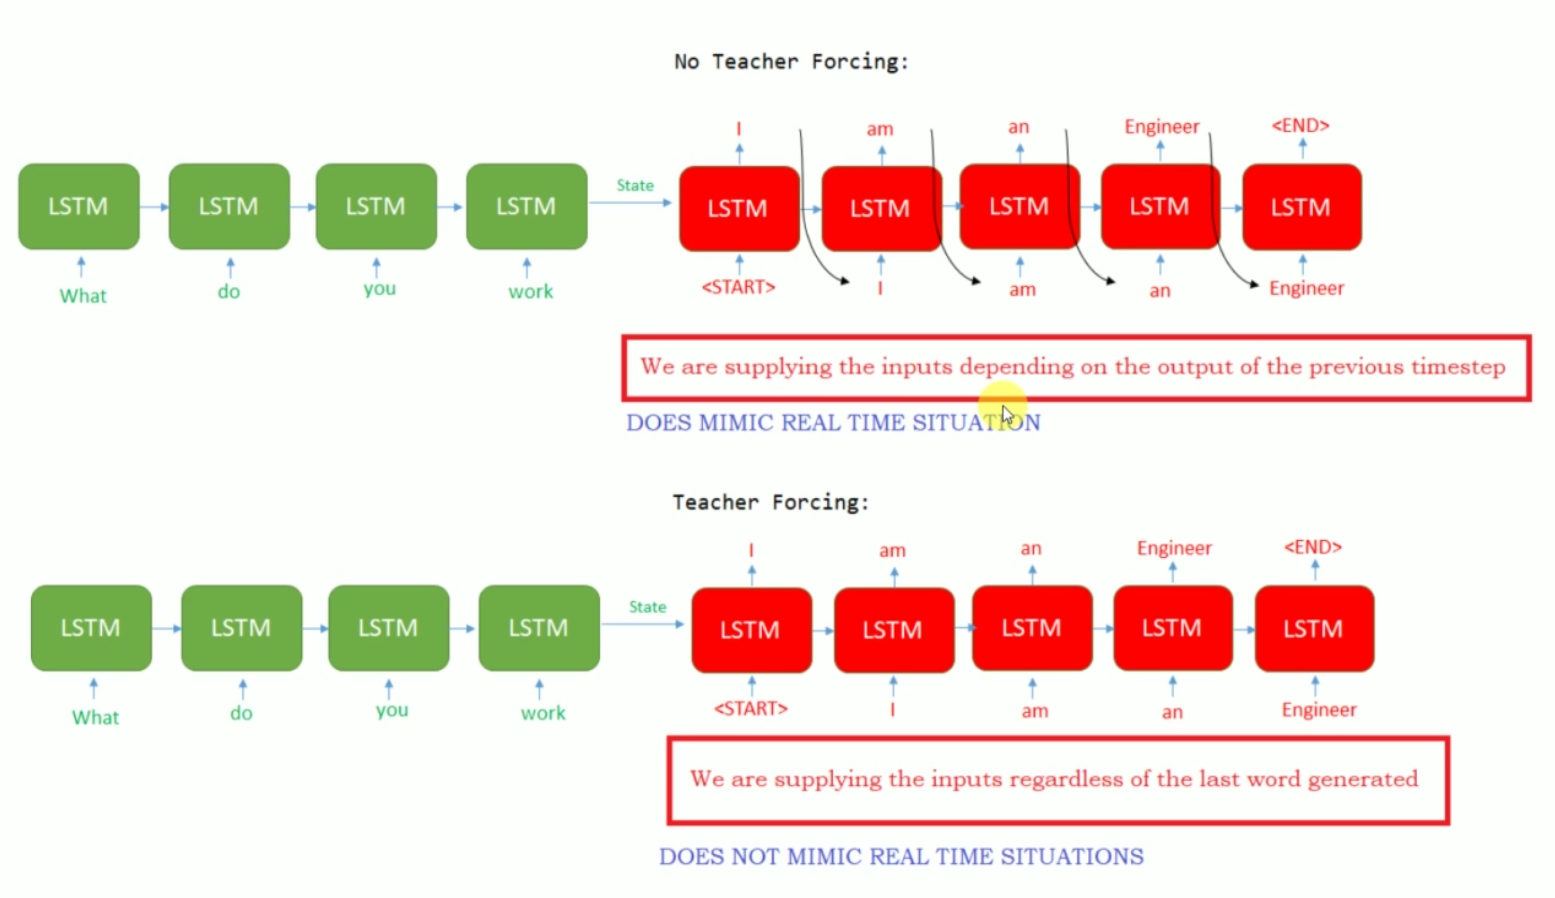 No Teacher Forcing:
I am an Engineer <END>
LSTM LSTM LSTM LSTM State LSTM LSTM LSTM LSTM LSTM
What do you work <START> I am an Engineer
We are supplying the inputs depending on the output of the previous timestep
DOES MIMIC REAL TIME SITUATION
Teacher Forcing:
I am an Engineer <END>
LSTM LSTM LSTM LSTM State LSTM LSTM LSTM LSTM LSTM
What do you work <START> I am an Engineer
We are supplying the inputs regardless of the last word generated
DOES NOT MIMIC REAL TIME SITUATIONS